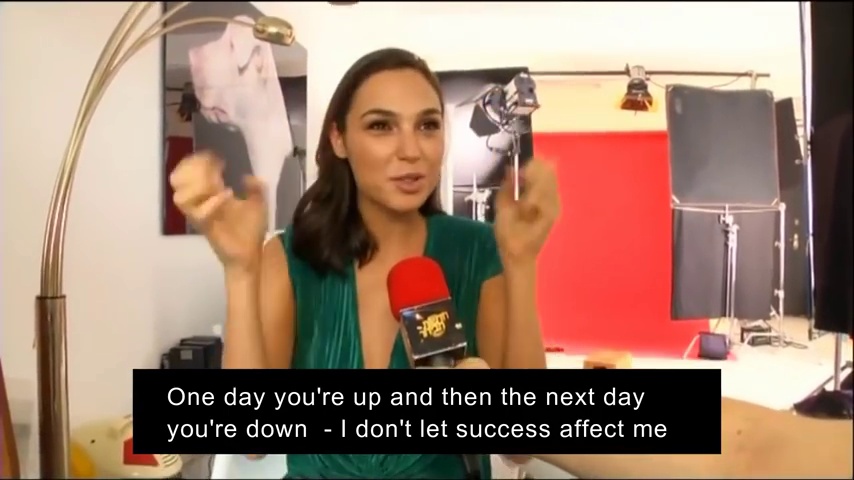 One day you're up and then the next day
you're down  - I don't let success affect me